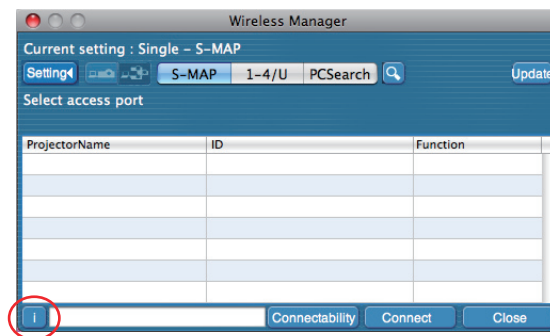 Wireless Manager
Current setting : Single – S-MAP
Setting S-MAP 1-4/U PCSearch Update
Select access port
ProjectorName ID Function
i Connectability Connect Close